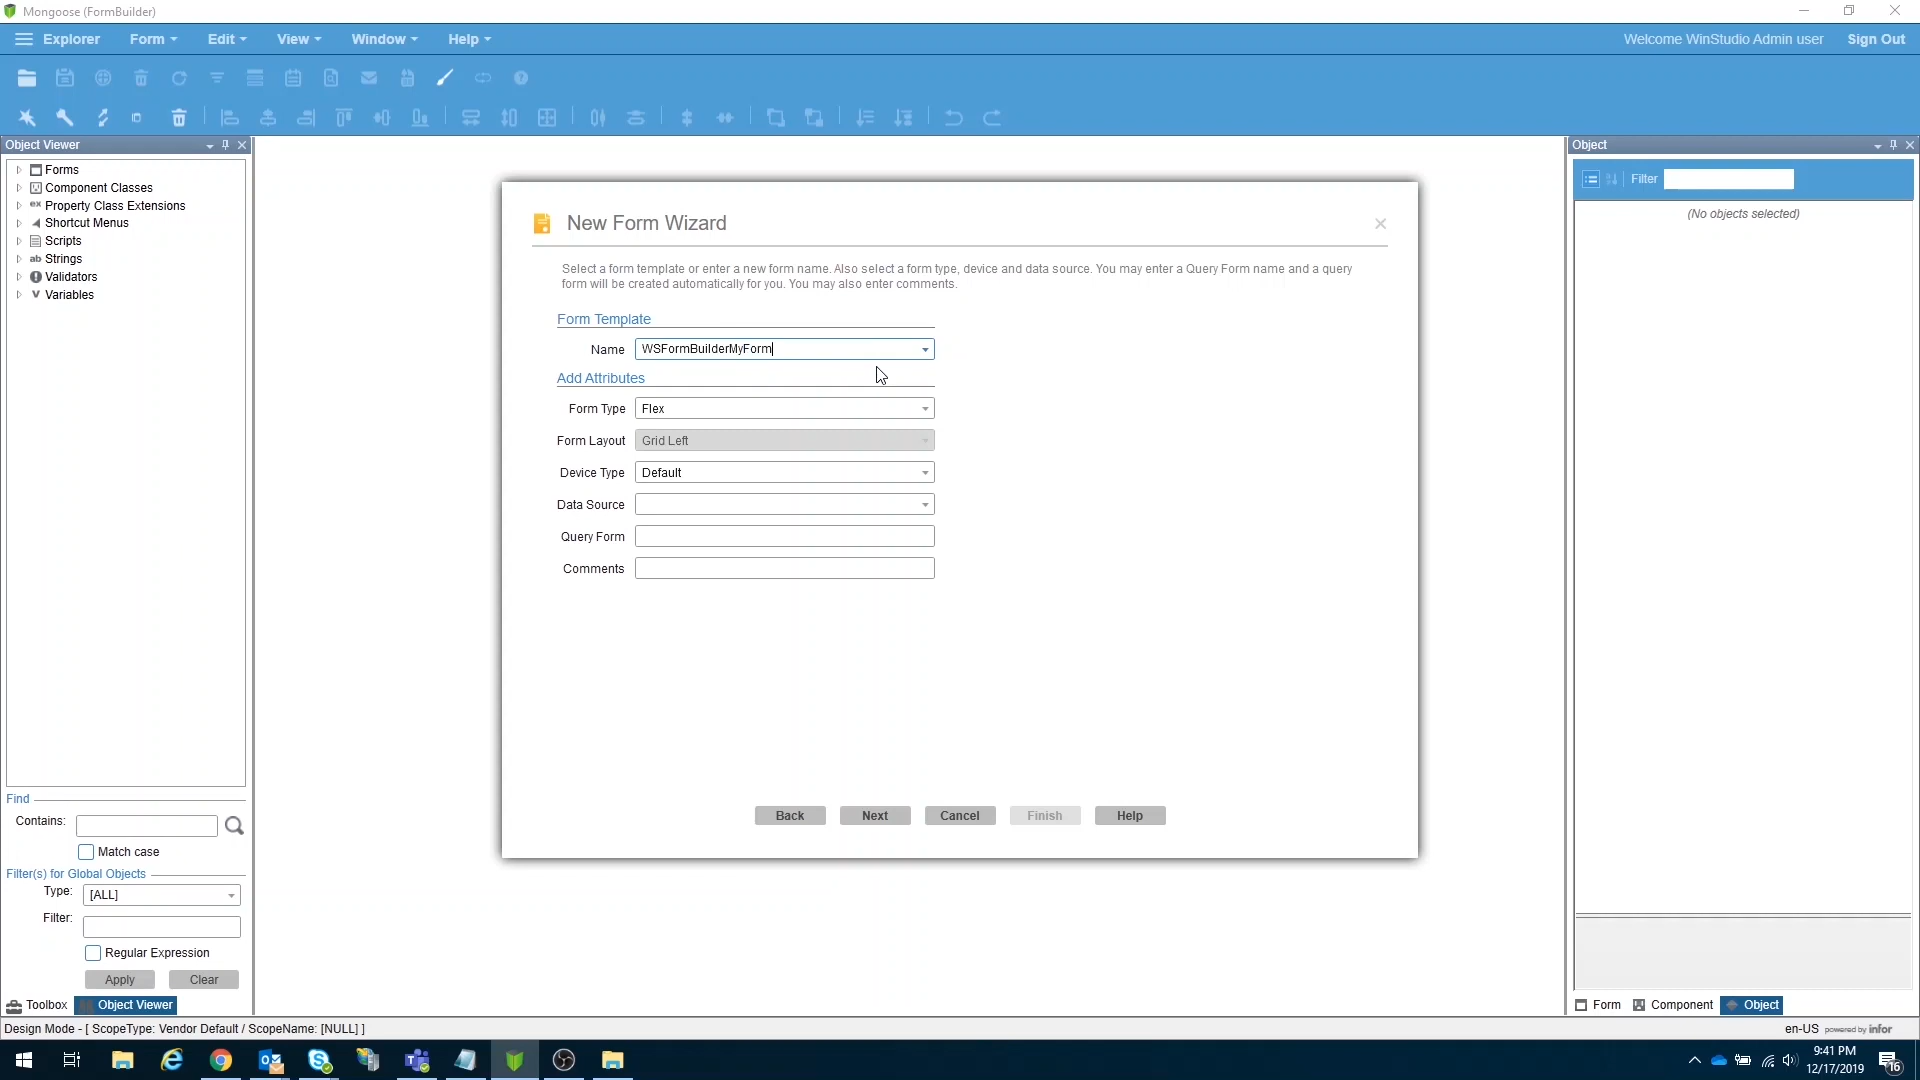 Mongoose (FormBuilder)
Explorer Form Edit View Window Help Welcome WinStudio Admin user Sign Out
Object Viewer
Forms
Component Classes
ex Property Class Extensions
Shortcut Menus
Scripts
ab Strings
Validators
V Variables
Find
Contains:
Match case
Filter(s) for Global Objects
Type: [ALL]
Filter:
Regular Expression
Apply Clear
Toolbox Object Viewer
New Form Wizard
Select a form template or enter a new form name. Also select a form type, device and data source. You may enter a Query Form name and a query
form will be created automatically for you. You may also enter comments.
Form Template
Name WSFormBuilderMyForm
Add Attributes
Form Type Flex
Form Layout Grid Left
Device Type Default
Data Source
Query Form
Comments
Back Next Cancel Finish Help
Object
Filter
(No objects selected)
Form Component Object
Design Mode - [ ScopeType: Vendor Default / ScopeName: [NULL] ]
en-US powered by infor
9:41 PM
12/17/2019
16